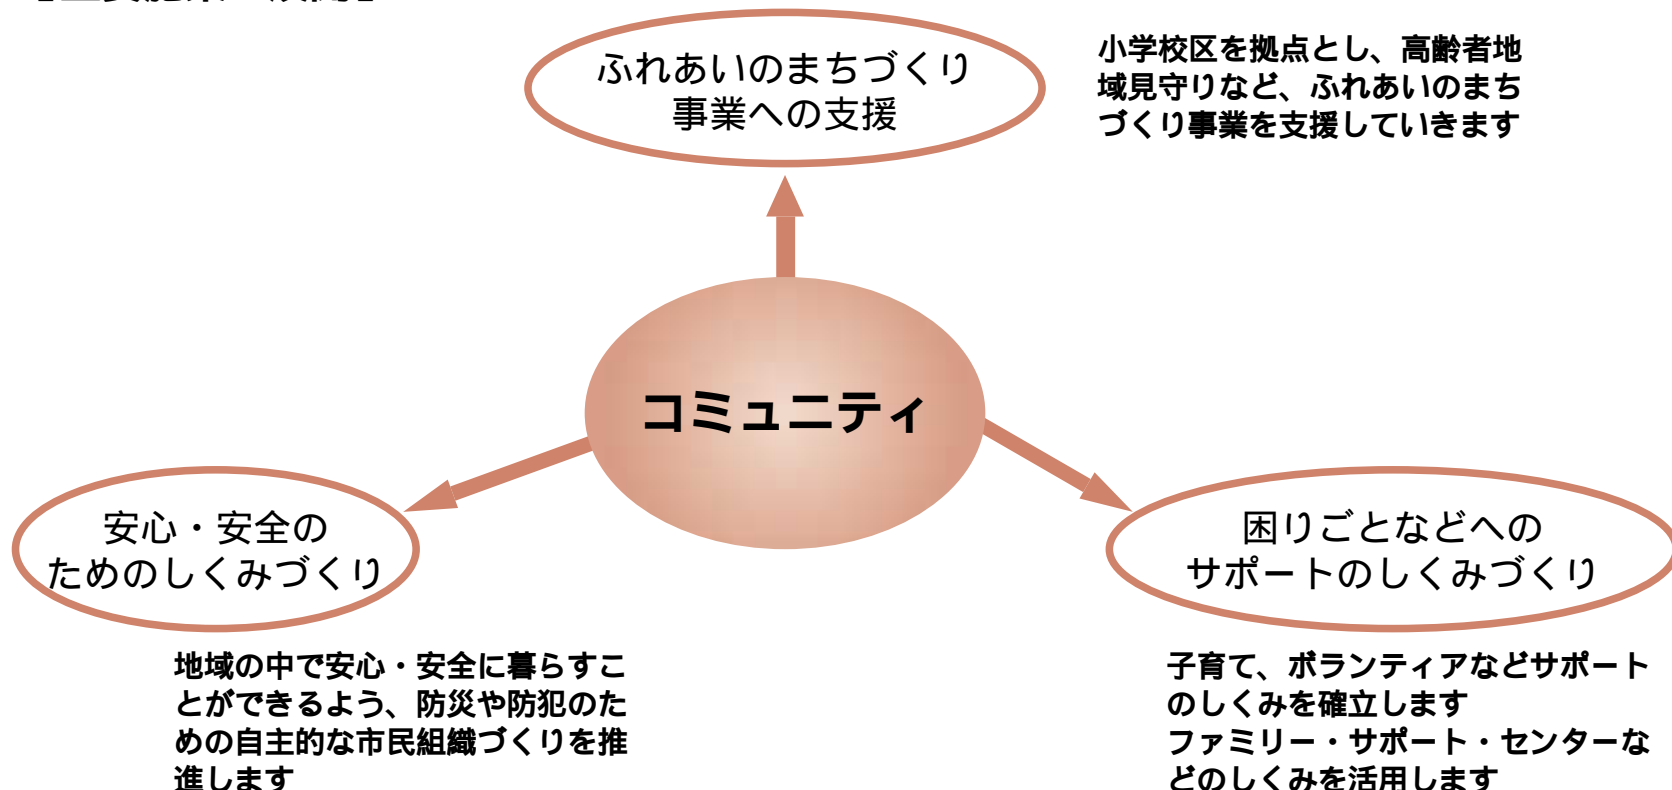 ふれあいのまちづくり
事業への支援
小学校区を拠点とし、高齢者地
域見守りなど、ふれあいのまち
づくり事業を支援していきます
コミュニティ
安心・安全の
ためのしくみづくり
地域の中で安心・安全に暮らすこ
とができるよう、防災や防犯のた
めの自主的な市民組織づくりを推
進します
困りごとなどへの
サポートのしくみづくり
子育て、ボランティアなどサポート
のしくみを確立します
ファミリー・サポート・センターな
どのしくみを活用します